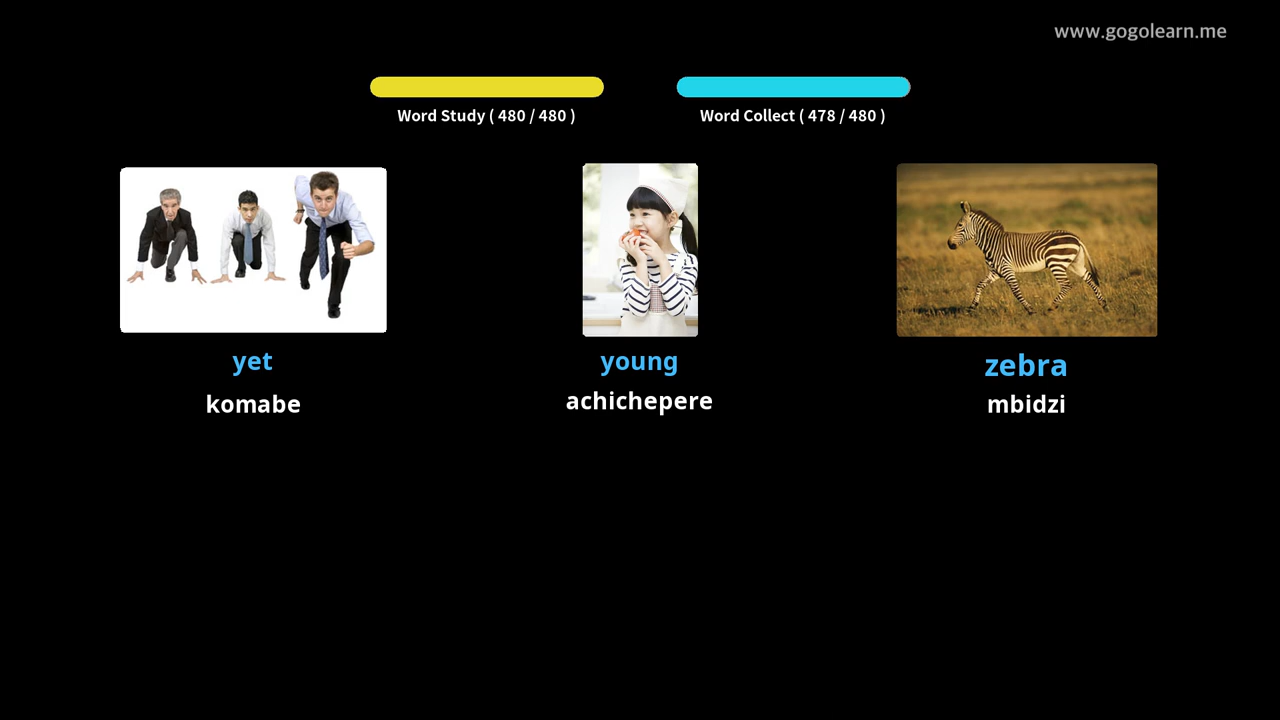 www.gogolearn.me
Word Study ( 480 / 480 )
Word Collect ( 478 / 480 )
yet
komabe
young
achichepere
zebra
mbidzi